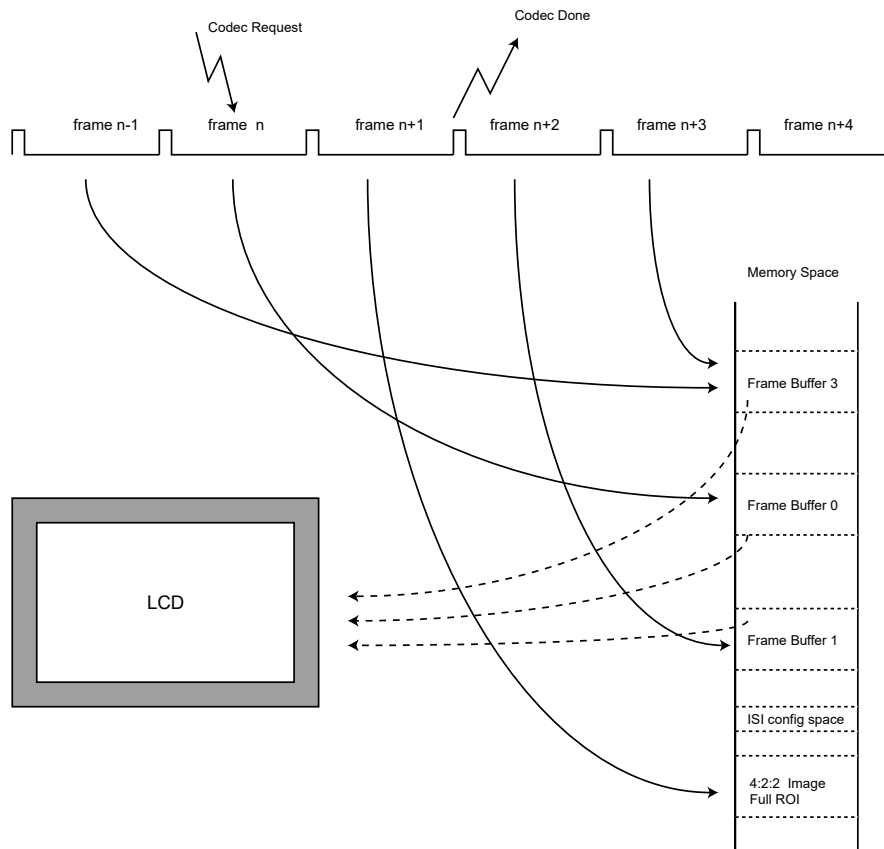 Codec Request
Codec Done
frame n-1
frame n
frame n+1
frame n+2
frame n+3
frame n+4
Memory Space
Frame Buffer 3
Frame Buffer 0
LCD
Frame Buffer 1
ISI config space
4:2:2 Image
Full ROI